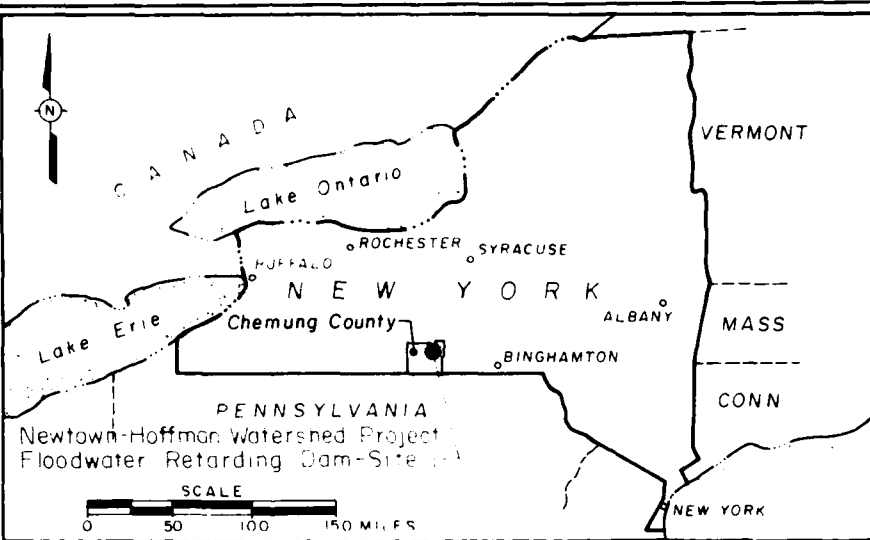 N
CANADA
VERMONT
Lake Ontario
ROCHESTER
SYRACUSE
BUFFALO
NEW YORK
ALBANY
Lake Erie
Chemung County
MASS
BINGHAMTON
CONN
PENNSYLVANIA
Newtown-Hoffman Watershed Project
Floodwater Retarding Dam-Site
SCALE
0 50 100 150 MILES
NEW YORK